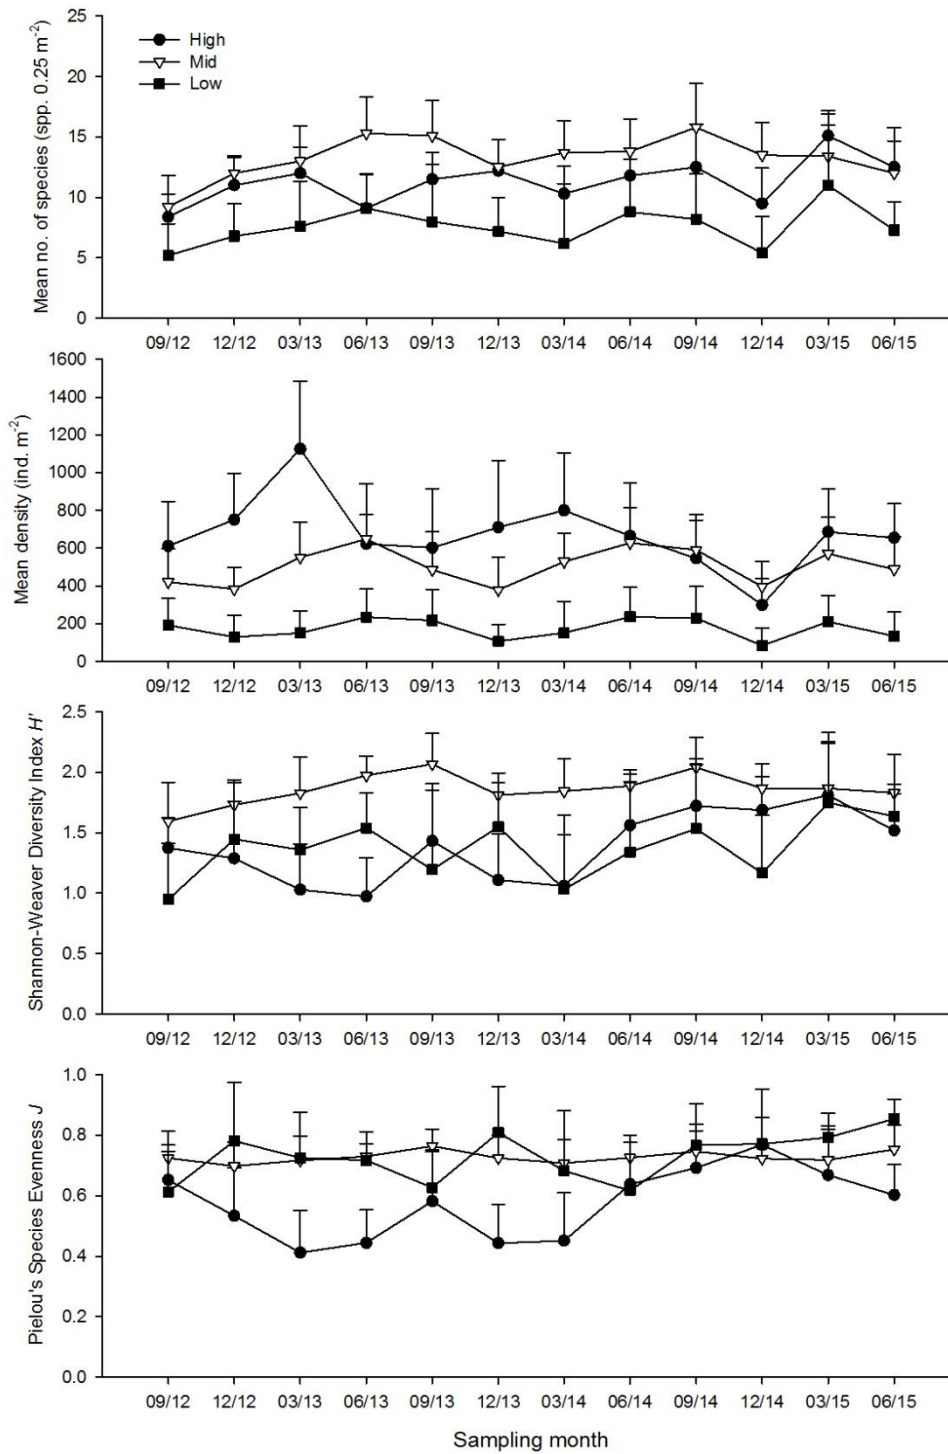 Mean no. of species (spp. 0.25 m⁻²)
25
20
15
10
5
0
High
Mid
Low
09/12 12/12 03/13 06/13 09/13 12/13 03/14 06/14 09/14 12/14 03/15 06/15
Mean density (ind. m⁻²)
1600
1400
1200
1000
800
600
400
200
0
09/12 12/12 03/13 06/13 09/13 12/13 03/14 06/14 09/14 12/14 03/15 06/15
Shannon-Weaver Diversity Index H'
2.5
2.0
1.5
1.0
0.5
0.0
09/12 12/12 03/13 06/13 09/13 12/13 03/14 06/14 09/14 12/14 03/15 06/15
Pielou's Species Evenness J
1.0
0.8
0.6
0.4
0.2
0.0
09/12 12/12 03/13 06/13 09/13 12/13 03/14 06/14 09/14 12/14 03/15 06/15
Sampling month